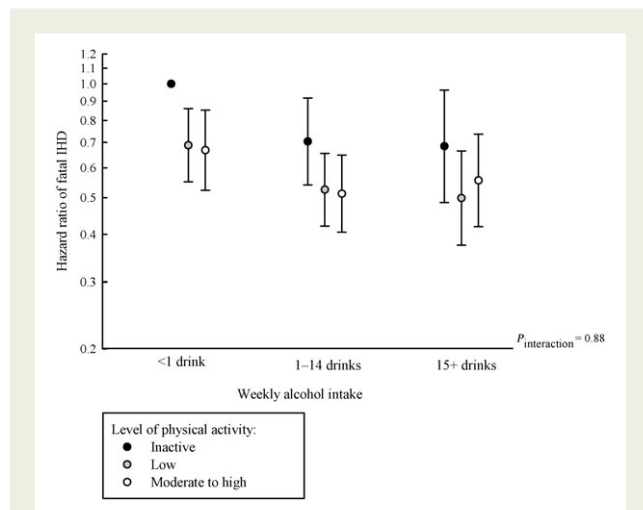 Hazard ratio of fatal IHD
1.2
1.1
1.0
0.9
0.8
0.7
0.6
0.5
0.4
0.3
0.2
<1 drink
1–14 drinks
15+ drinks
Pinteraction = 0.88
Weekly alcohol intake
Level of physical activity:
Inactive
Low
Moderate to high